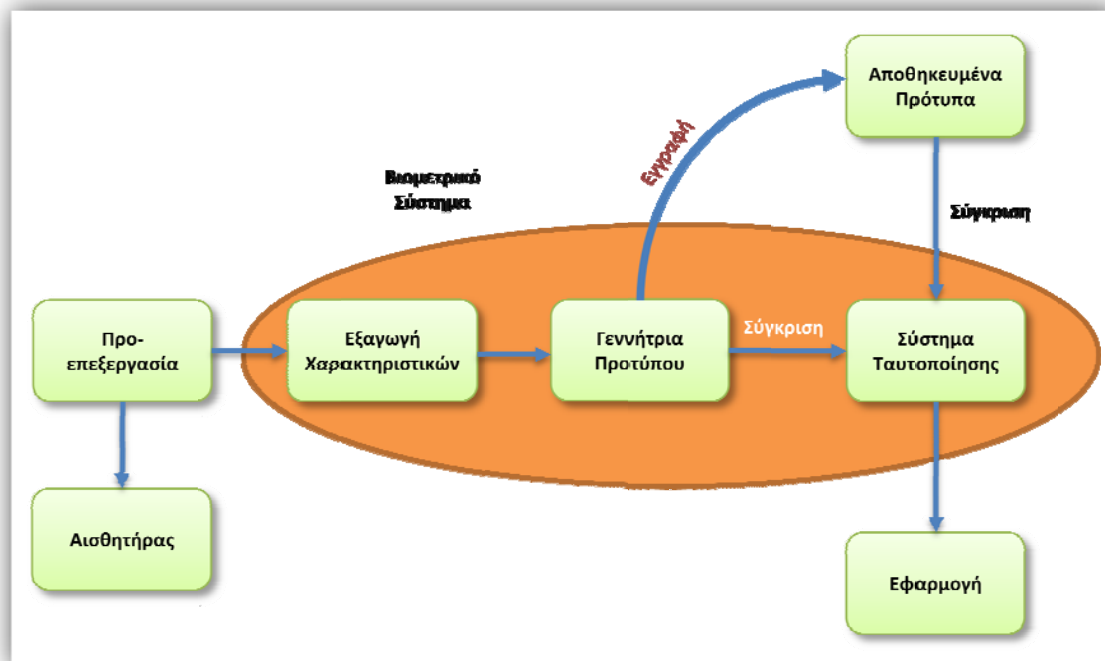 Αποθηκευμένα
Πρότυπα
Εγγραφή
Βιομετρικό
Σύστημα
Σύγκριση
Προ-
επεξεργασία
Εξαγωγή
Χαρακτηριστικών
Γεννήτρια
Προτύπου
Σύγκριση
Σύστημα
Ταυτοποίησης
Αισθητήρας
Εφαρμογή